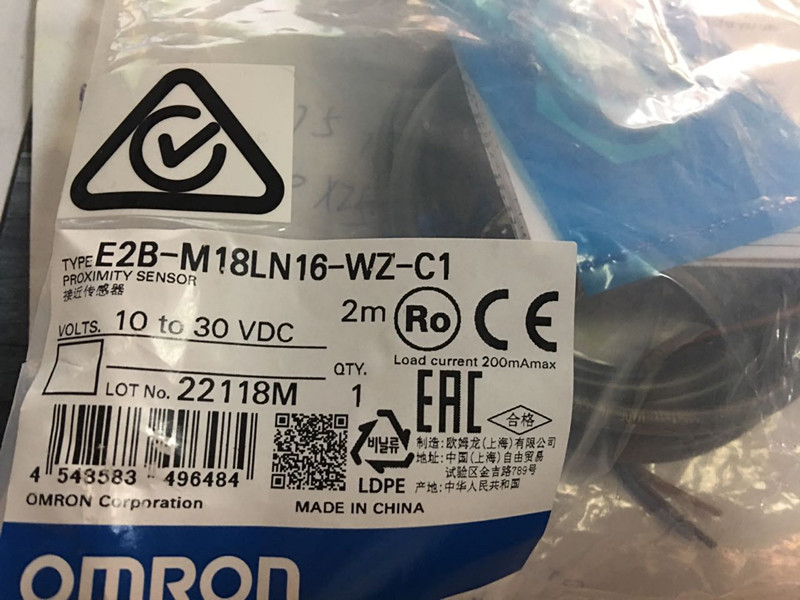 TYPE E2B-M18LN16-WZ-C1
PROXIMITY SENSOR
接近传感器
2m
Ro
CE
VOLTS. 10 to 30 VDC
Load current 200mAmax
QTY.
1
EAC
LOT No. 22118M
合格
비닐류
LDPE
制造:欧姆龙(上海)有限公司
地址:中国(上海)自由贸易
试验区金吉路789号
产地:中华人民共和国
4 543583 496484
OMRON Corporation
MADE IN CHINA
OMRON